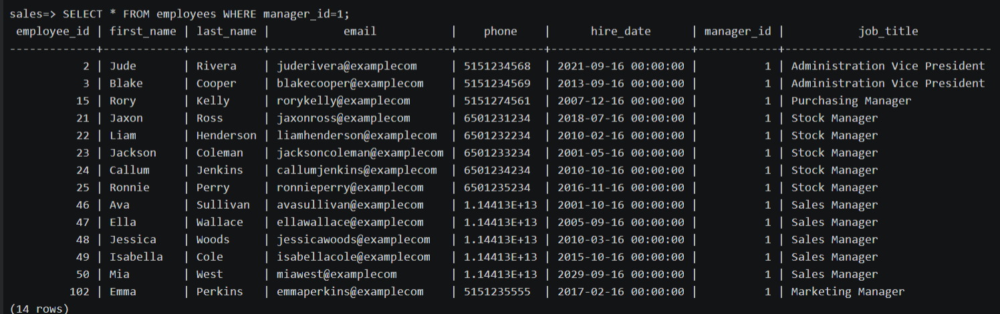 sales=> SELECT * FROM employees WHERE manager_id=1;
 employee_id | first_name | last_name |           email           |    phone    |      hire_date      | manager_id |           job_title
-------------+------------+-----------+---------------------------+-------------+---------------------+------------+-------------------------------
           2 | Jude       | Rivera    | juderivera@examplecom     | 5151234568  | 2021-09-16 00:00:00 |          1 | Administration Vice President
           3 | Blake      | Cooper    | blakecooper@examplecom    | 5151234569  | 2013-09-16 00:00:00 |          1 | Administration Vice President
          15 | Rory       | Kelly     | rorykelly@examplecom      | 5151274561  | 2007-12-16 00:00:00 |          1 | Purchasing Manager
          21 | Jaxon      | Ross      | jaxonross@examplecom      | 6501231234  | 2018-07-16 00:00:00 |          1 | Stock Manager
          22 | Liam       | Henderson | liamhenderson@examplecom  | 6501232234  | 2010-02-16 00:00:00 |          1 | Stock Manager
          23 | Jackson    | Coleman   | jacksoncoleman@examplecom | 6501233234  | 2001-05-16 00:00:00 |          1 | Stock Manager
          24 | Callum     | Jenkins   | callumjenkins@examplecom  | 6501234234  | 2010-10-16 00:00:00 |          1 | Stock Manager
          25 | Ronnie     | Perry     | ronnieperry@examplecom    | 6501235234  | 2016-11-16 00:00:00 |          1 | Stock Manager
          46 | Ava        | Sullivan  | avasullivan@examplecom    | 1.14413E+13 | 2001-10-16 00:00:00 |          1 | Sales Manager
          47 | Ella       | Wallace   | ellawallace@examplecom    | 1.14413E+13 | 2005-09-16 00:00:00 |          1 | Sales Manager
          48 | Jessica    | Woods     | jessicawoods@examplecom   | 1.14413E+13 | 2010-03-16 00:00:00 |          1 | Sales Manager
          49 | Isabella   | Cole      | isabellacole@examplecom   | 1.14413E+13 | 2015-10-16 00:00:00 |          1 | Sales Manager
          50 | Mia        | West      | miawest@examplecom        | 1.14413E+13 | 2029-09-16 00:00:00 |          1 | Sales Manager
         102 | Emma       | Perkins   | emmaperkins@examplecom    | 5151235555  | 2017-02-16 00:00:00 |          1 | Marketing Manager
(14 rows)